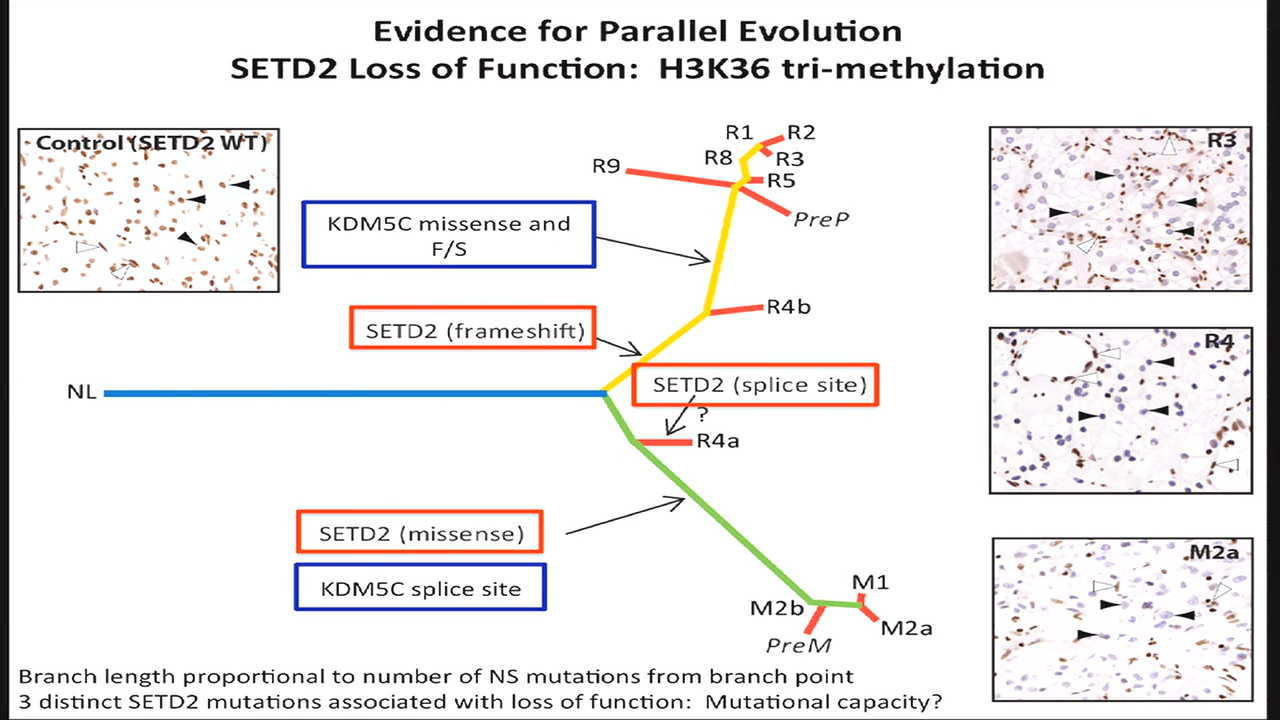 Evidence for Parallel Evolution
SETD2 Loss of Function: H3K36 tri-methylation
Control (SETD2 WT)
R1
R2
R8
R3
R9
R5
PreP
R3
KDM5C missense and
F/S
R4b
SETD2 (frameshift)
R4
NL
SETD2 (splice site)
?
R4a
SETD2 (missense)
KDM5C splice site
M2a
M1
M2b
M2a
PreM
Branch length proportional to number of NS mutations from branch point
3 distinct SETD2 mutations associated with loss of function: Mutational capacity?